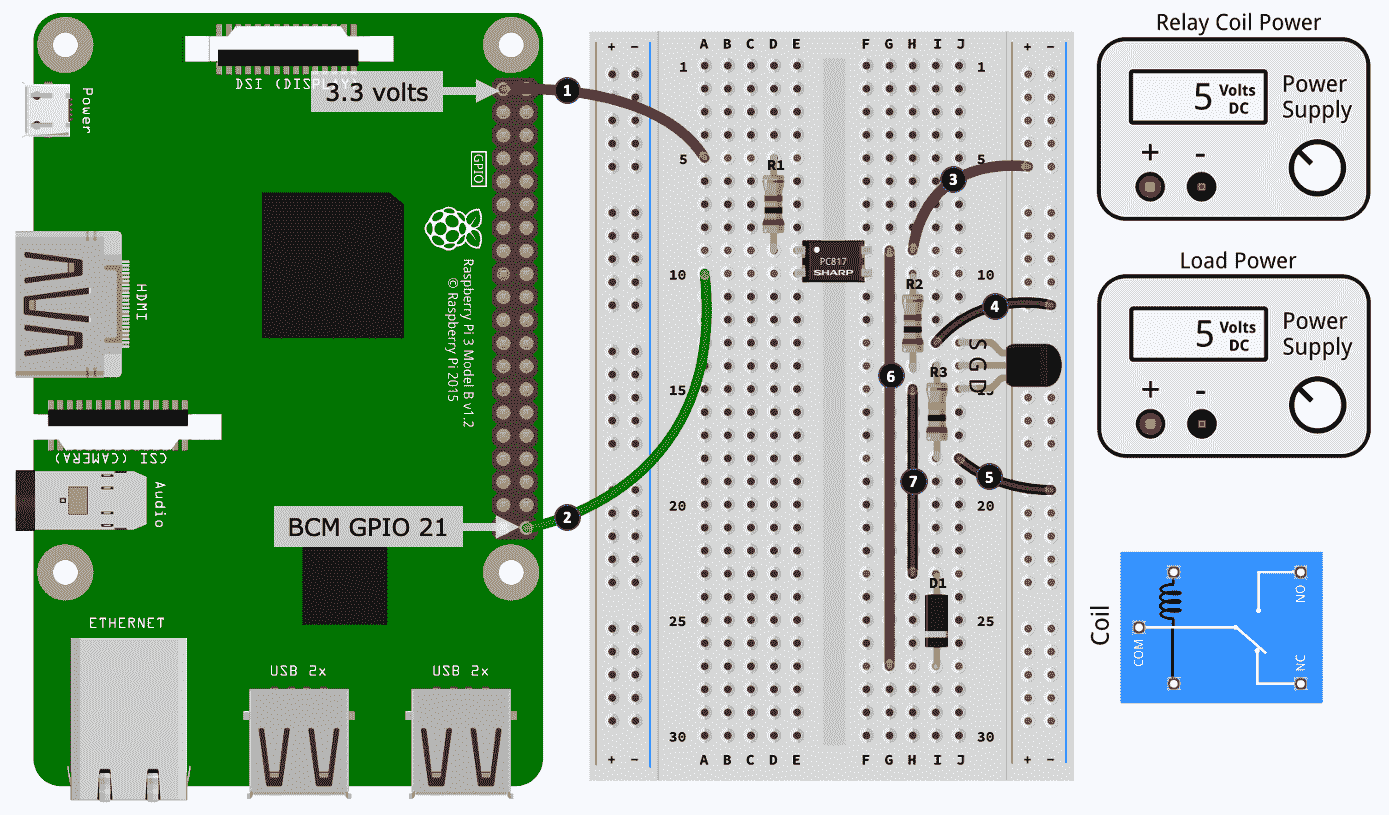 Relay Coil Power
5 Volts DC
Power Supply
+ -
Load Power
5 Volts DC
Power Supply
+ -
Coil
COM
NO
NC
DSI (DISPLAY)
3.3 volts
Power
GPIO
HDMI
Raspberry Pi 3 Model B v1.2
© Raspberry Pi 2015
CSI (CAMERA)
Audio
BCM GPIO 21
ETHERNET
USB 2x
USB 2x
+ - A B C D E F G H I J + -
1 1
5 5
10 10
15 15
20 20
25 25
30 30
+ - A B C D E F G H I J + -
1
2
3
4
5
6
7
R1
PC817
SHARP
R2
R3
S
G
D
D1